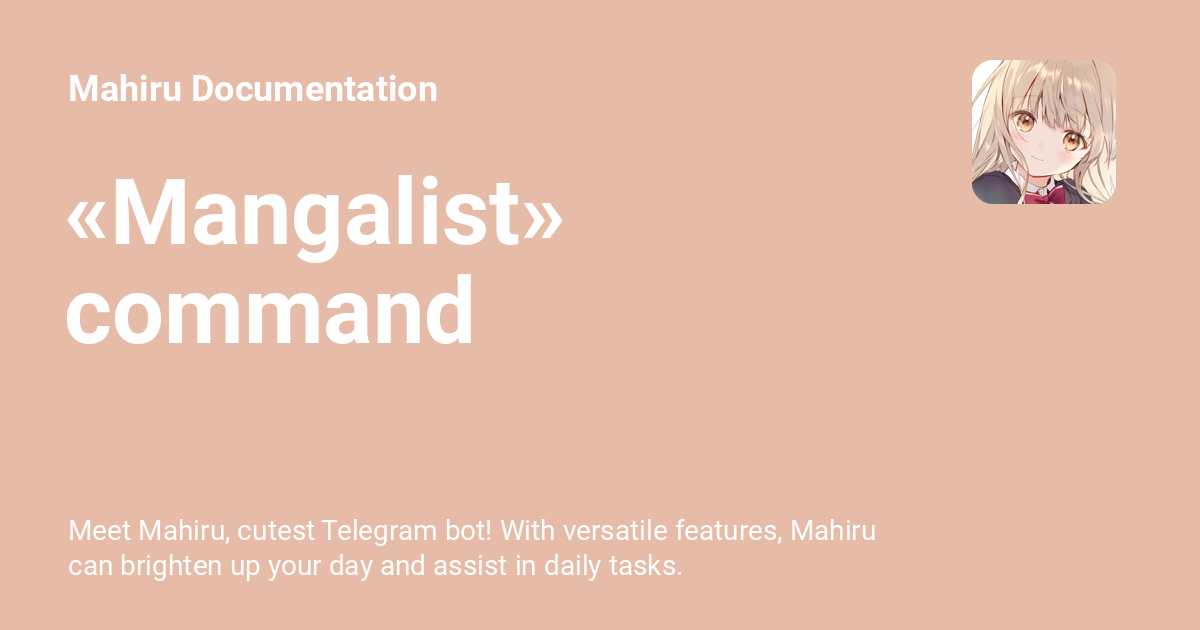 Mahiru Documentation
«Mangalist»
command
Meet Mahiru, cutest Telegram bot! With versatile features, Mahiru
can brighten up your day and assist in daily tasks.